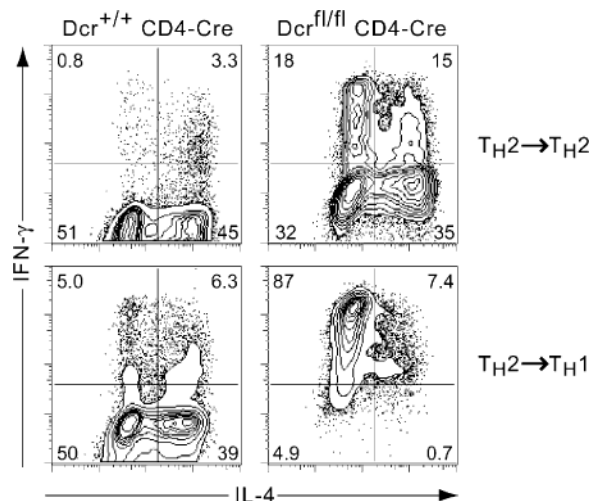 Dcr+/+ CD4-Cre Dcrfl/fl CD4-Cre
0.8 3.3 18 15
TH2→TH2
51 45 32 35
IFN-γ
5.0 6.3 87 7.4
TH2→TH1
50 39 4.9 0.7
IL-4